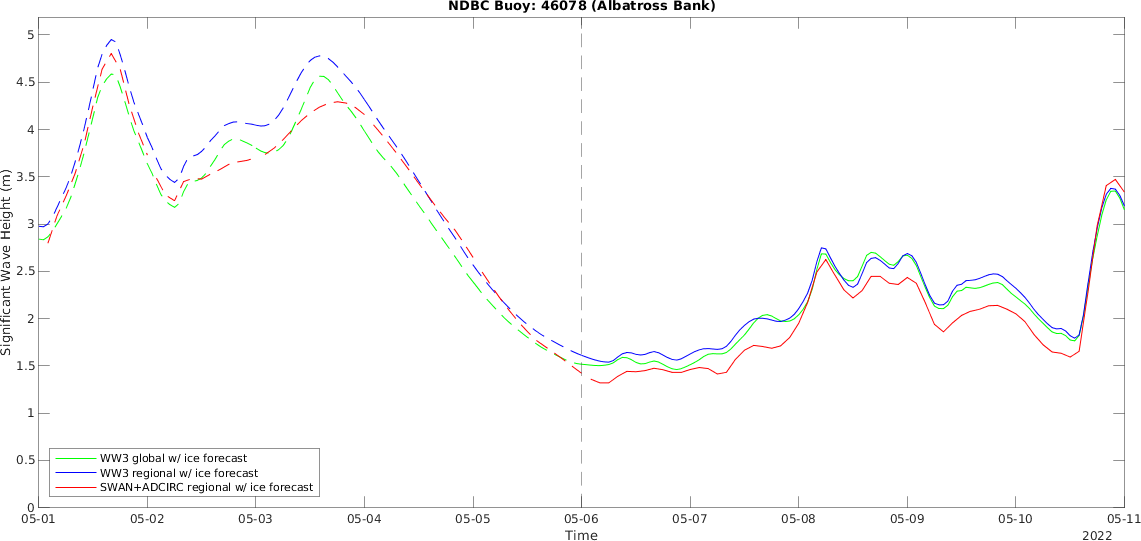 NDBC Buoy: 46078 (Albatross Bank)
5
4.5
4
3.5
3
2.5
2
1.5
1
0.5
0
Significant Wave Height (m)
WW3 global w/ ice forecast
WW3 regional w/ ice forecast
SWAN+ADCIRC regional w/ ice forecast
05-01 05-02 05-03 05-04 05-05 05-06 05-07 05-08 05-09 05-10 05-11
Time
2022